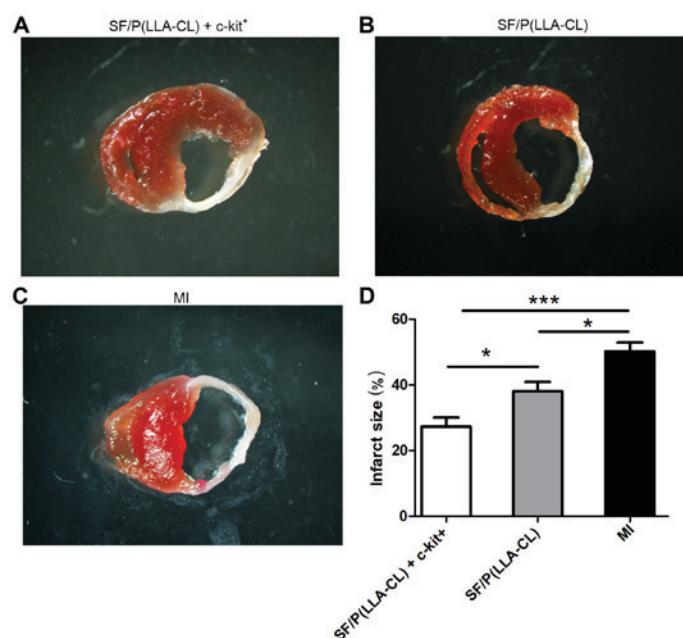 A
SF/P(LLA-CL) + c-kit⁺
B
SF/P(LLA-CL)
C
MI
D
***
*
*
Infarct size (%)
60
40
20
0
SF/P(LLA-CL) + c-kit+
SF/P(LLA-CL)
MI